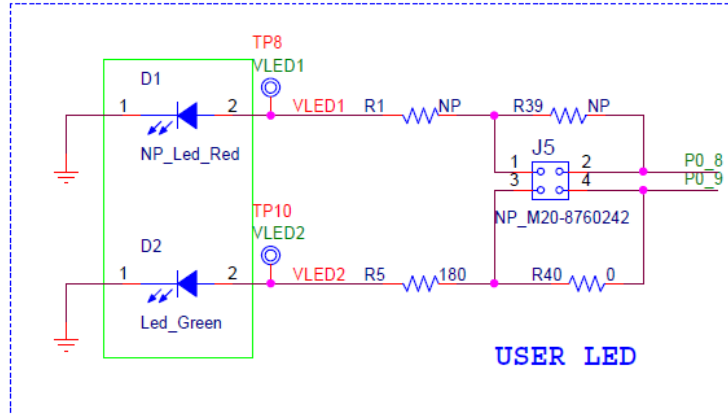 TP8
D1
VLED1
1
2
VLED1
R1
NP
R39
NP
NP_Led_Red
J5
1
2
P0_8
3
4
P0_9
TP10
NP_M20-8760242
D2
VLED2
1
2
VLED2
R5
180
R40
0
Led_Green
USER LED